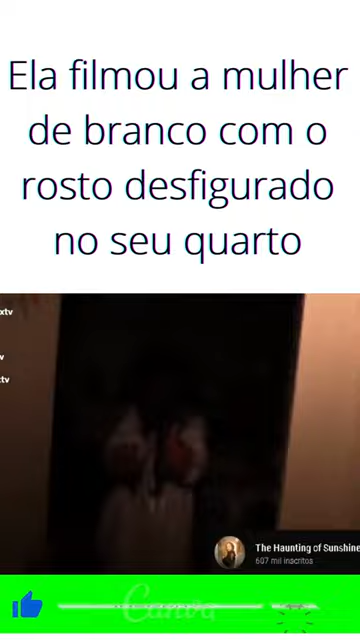 Ela filmou a mulher
de branco com o
rosto desfigurado
no seu quarto
xtv
v
tv
The Haunting of Sunshine
607 mil inscritos
Canva